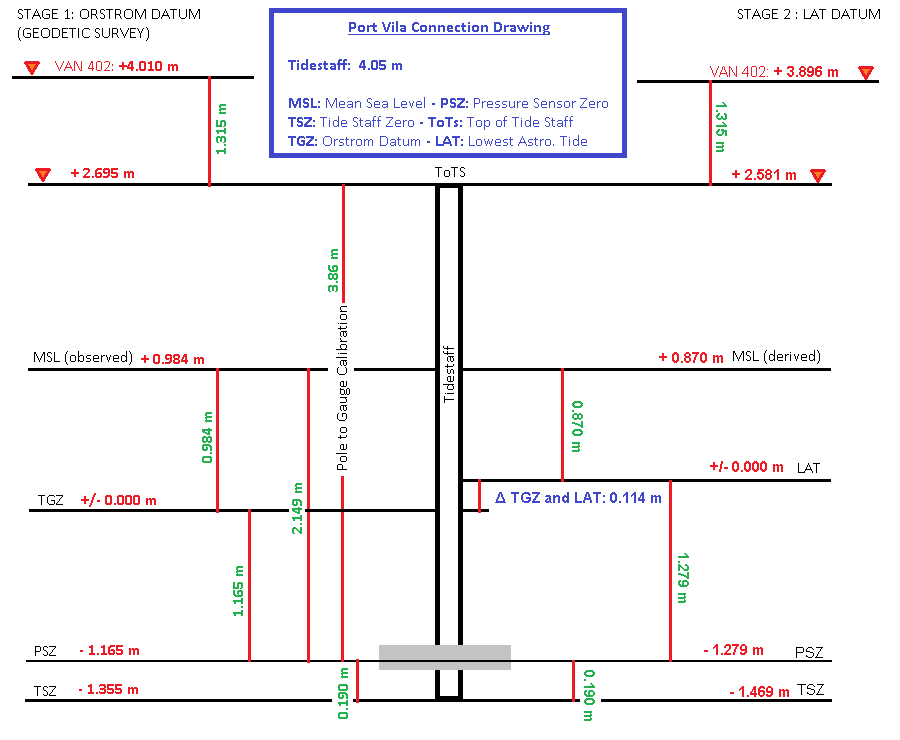 STAGE 1: ORSTROM DATUM
(GEODETIC SURVEY)
STAGE 2 : LAT DATUM
Port Vila Connection Drawing
Tidestaff: 4.05 m
MSL: Mean Sea Level - PSZ: Pressure Sensor Zero
TSZ: Tide Staff Zero - ToTs: Top of Tide Staff
TGZ: Orstrom Datum - LAT: Lowest Astro. Tide
VAN 402: +4.010 m
VAN 402: + 3.896 m
1.315 m
1.315 m
+ 2.695 m
ToTS
+ 2.581 m
3.86 m
Pole to Gauge Calibration
Tidestaff
MSL (observed) + 0.984 m
+ 0.870 m MSL (derived)
0.984 m
0.870 m
2.149 m
+/- 0.000 m LAT
TGZ +/- 0.000 m
Δ TGZ and LAT: 0.114 m
1.165 m
1.279 m
PSZ - 1.165 m
- 1.279 m PSZ
0.190 m
0.190 m
TSZ - 1.355 m
- 1.469 m TSZ